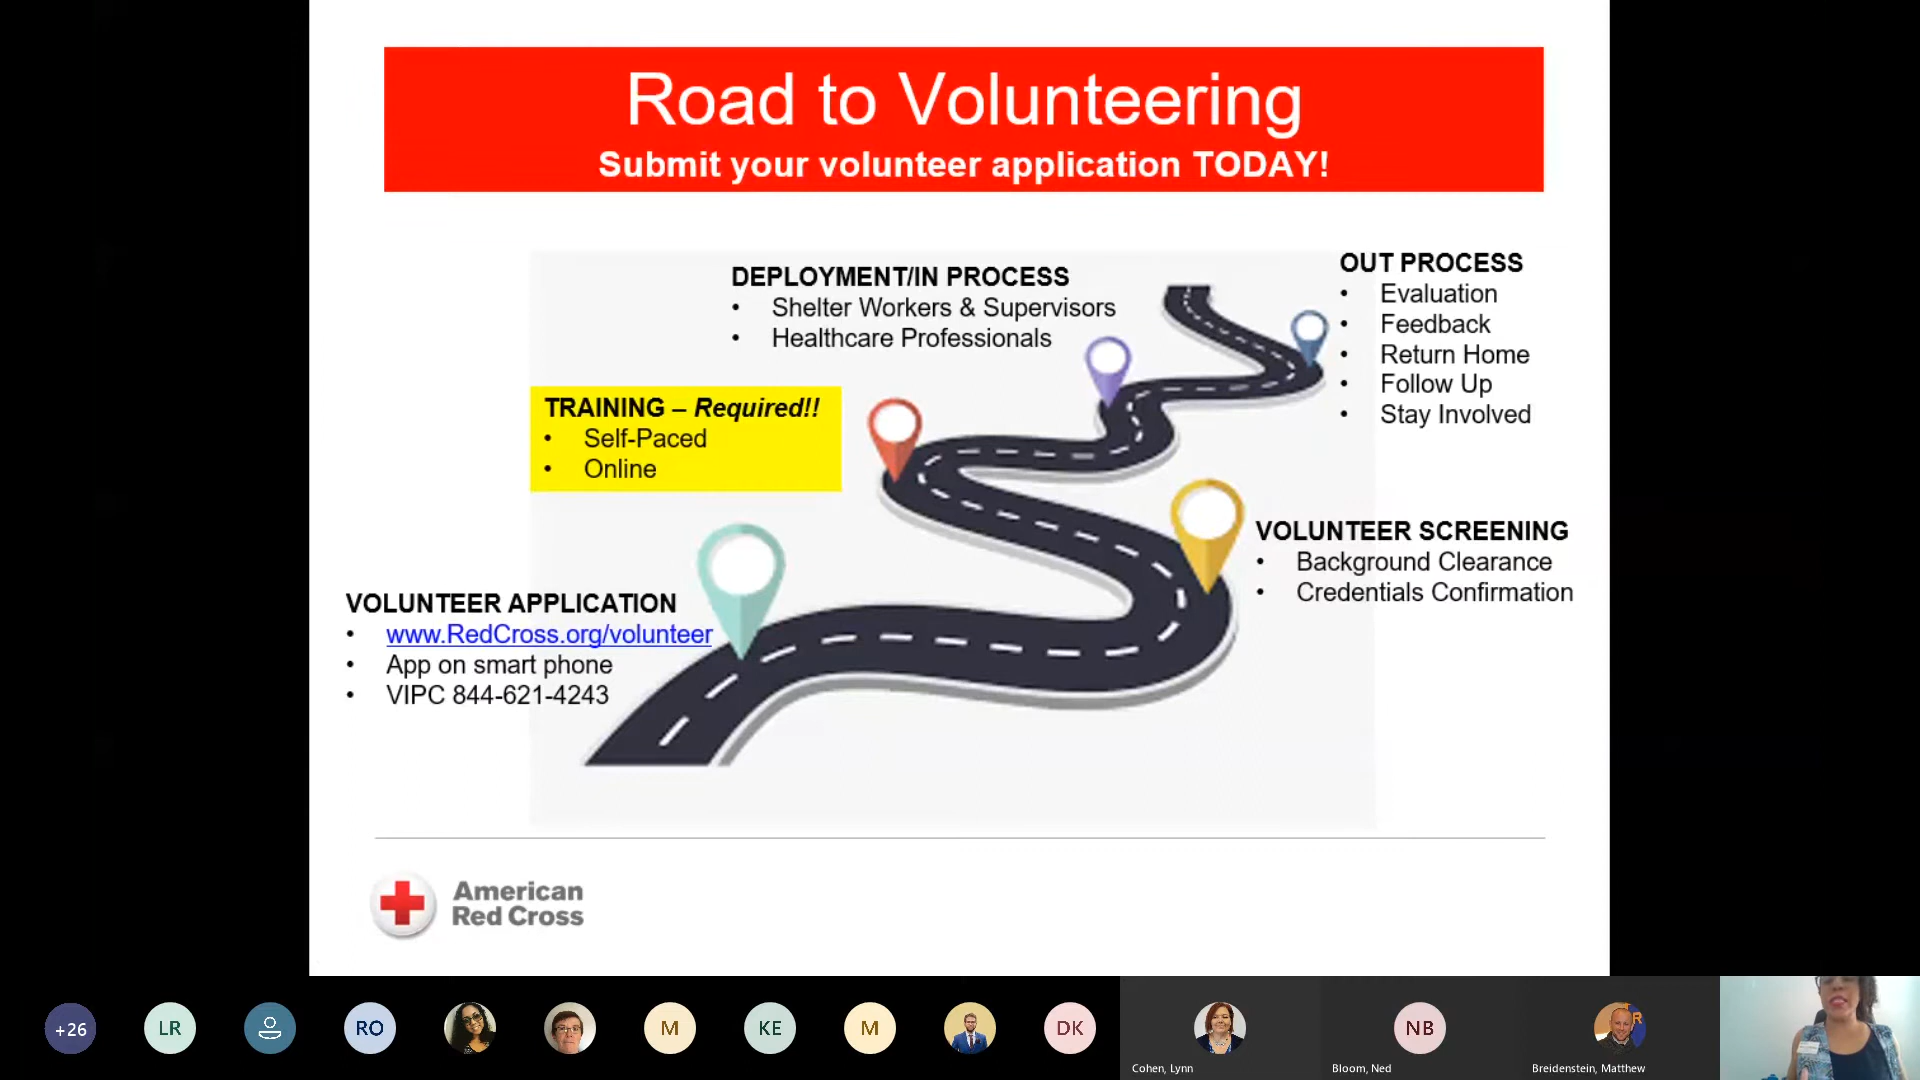 Road to Volunteering
Submit your volunteer application TODAY!
OUT PROCESS
• Evaluation
• Feedback
• Return Home
• Follow Up
• Stay Involved
DEPLOYMENT/IN PROCESS
• Shelter Workers & Supervisors
• Healthcare Professionals
TRAINING – Required!!
• Self-Paced
• Online
VOLUNTEER SCREENING
• Background Clearance
• Credentials Confirmation
VOLUNTEER APPLICATION
• www.RedCross.org/volunteer
• App on smart phone
• VIPC 844-621-4243
American
Red Cross
+26
LR
RO
M
KE
M
DK
NB
R
Cohen, Lynn
Bloom, Ned
Breidenstein, Matthew